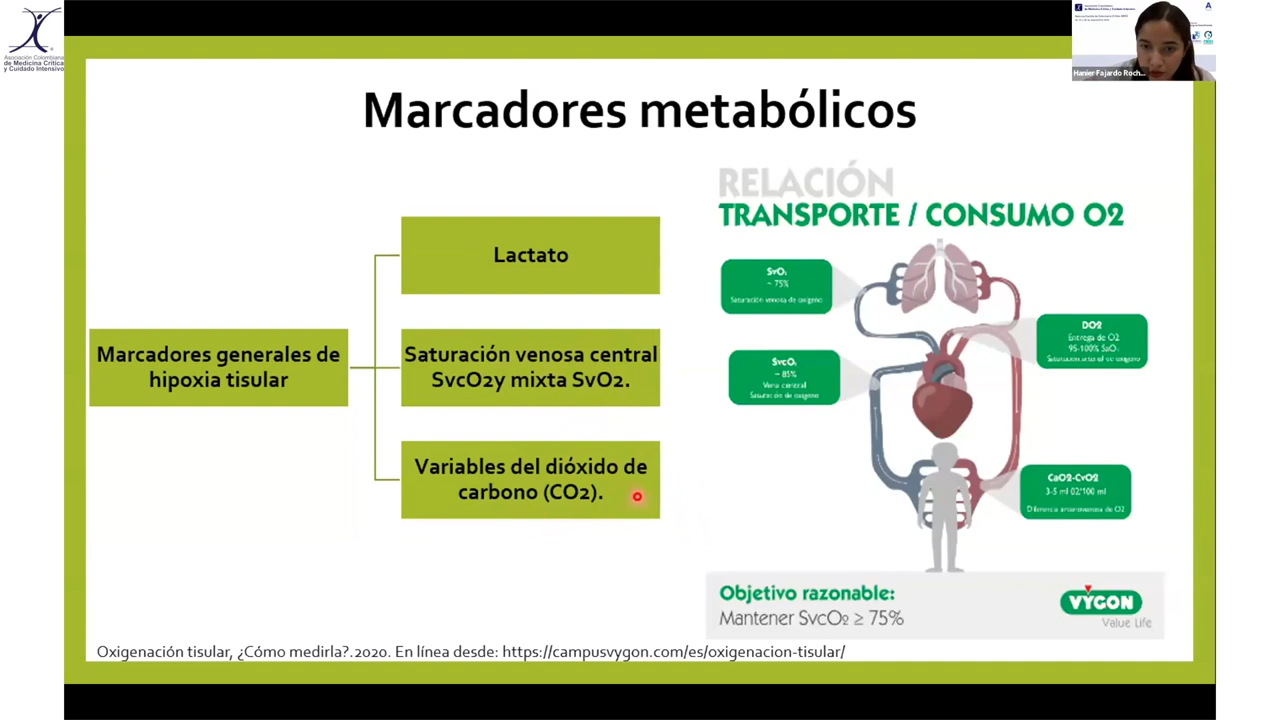 Asociación Colombiana
de Medicina Crítica
y Cuidado Intensivo
Hanier Fajardo Roch...
Marcadores metabólicos
Marcadores generales de
hipoxia tisular
Lactato
Saturación venosa central
SvcO2y mixta SvO2.
Variables del dióxido de
carbono (CO2).
RELACIÓN
TRANSPORTE / CONSUMO O2
SvO₂
~ 75%
Saturación venosa de oxígeno
SvcO₂
~ 85%
Vena central
Saturación de oxígeno
DO2
Entrega de O2
95-100% SaO₂
Saturación arterial de oxígeno
CaO2-CvO2
3-5 ml O2*100 ml
Diferencia arteriovenosa de O2
Objetivo razonable:
Mantener SvcO₂ ≥ 75%
VYGON
Value Life
Oxigenación tisular, ¿Cómo medirla?.2020. En línea desde: https://campusvygon.com/es/oxigenacion-tisular/